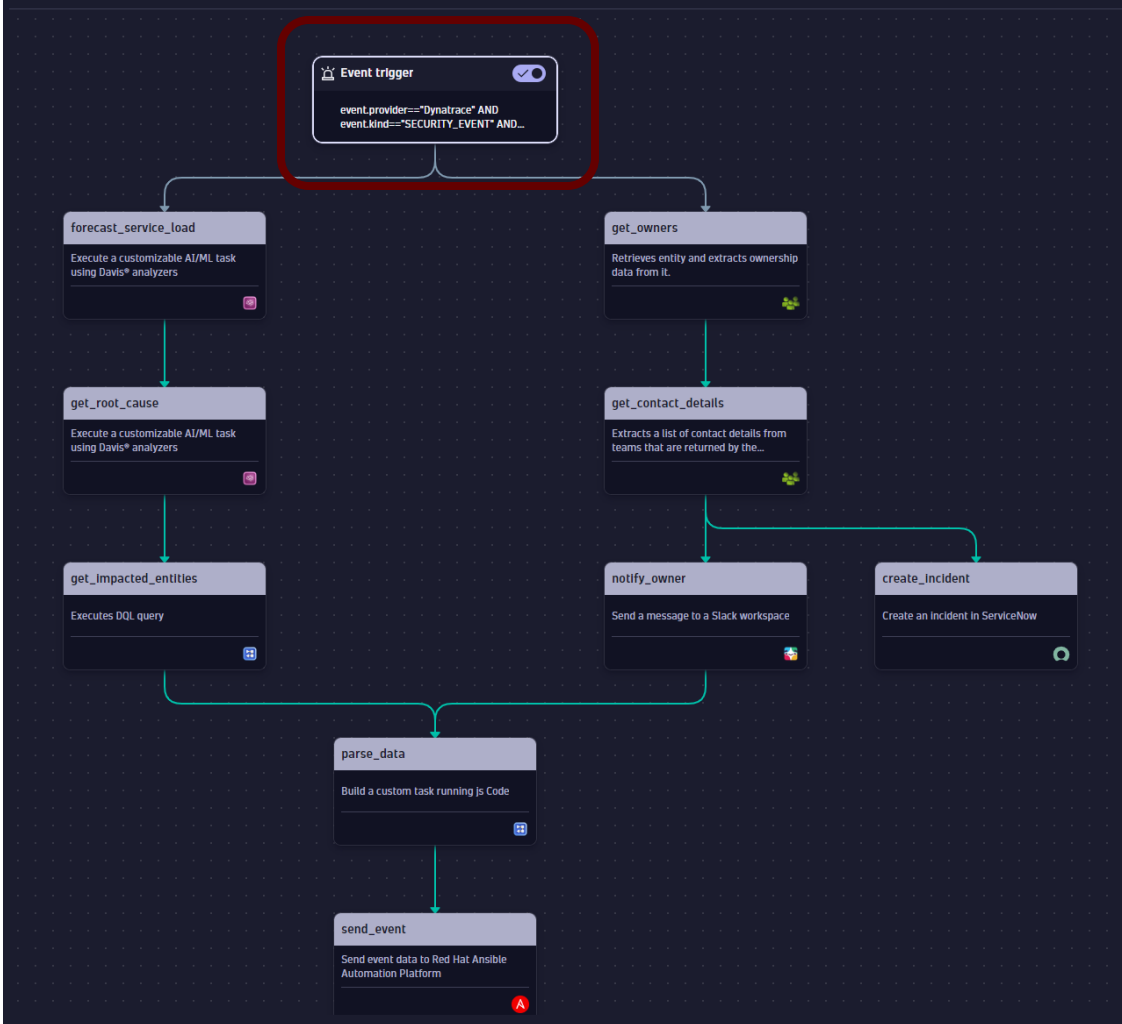 Event trigger
event.provider=="Dynatrace" AND
event.kind=="SECURITY_EVENT" AND...
forecast_service_load
Execute a customizable AI/ML task
using Davis® analyzers
get_owners
Retrieves entity and extracts ownership
data from it.
get_root_cause
Execute a customizable AI/ML task
using Davis® analyzers
get_contact_details
Extracts a list of contact details from
teams that are returned by the...
get_impacted_entities
Executes DQL query
notify_owner
Send a message to a Slack workspace
create_incident
Create an incident in ServiceNow
parse_data
Build a custom task running js Code
send_event
Send event data to Red Hat Ansible
Automation Platform